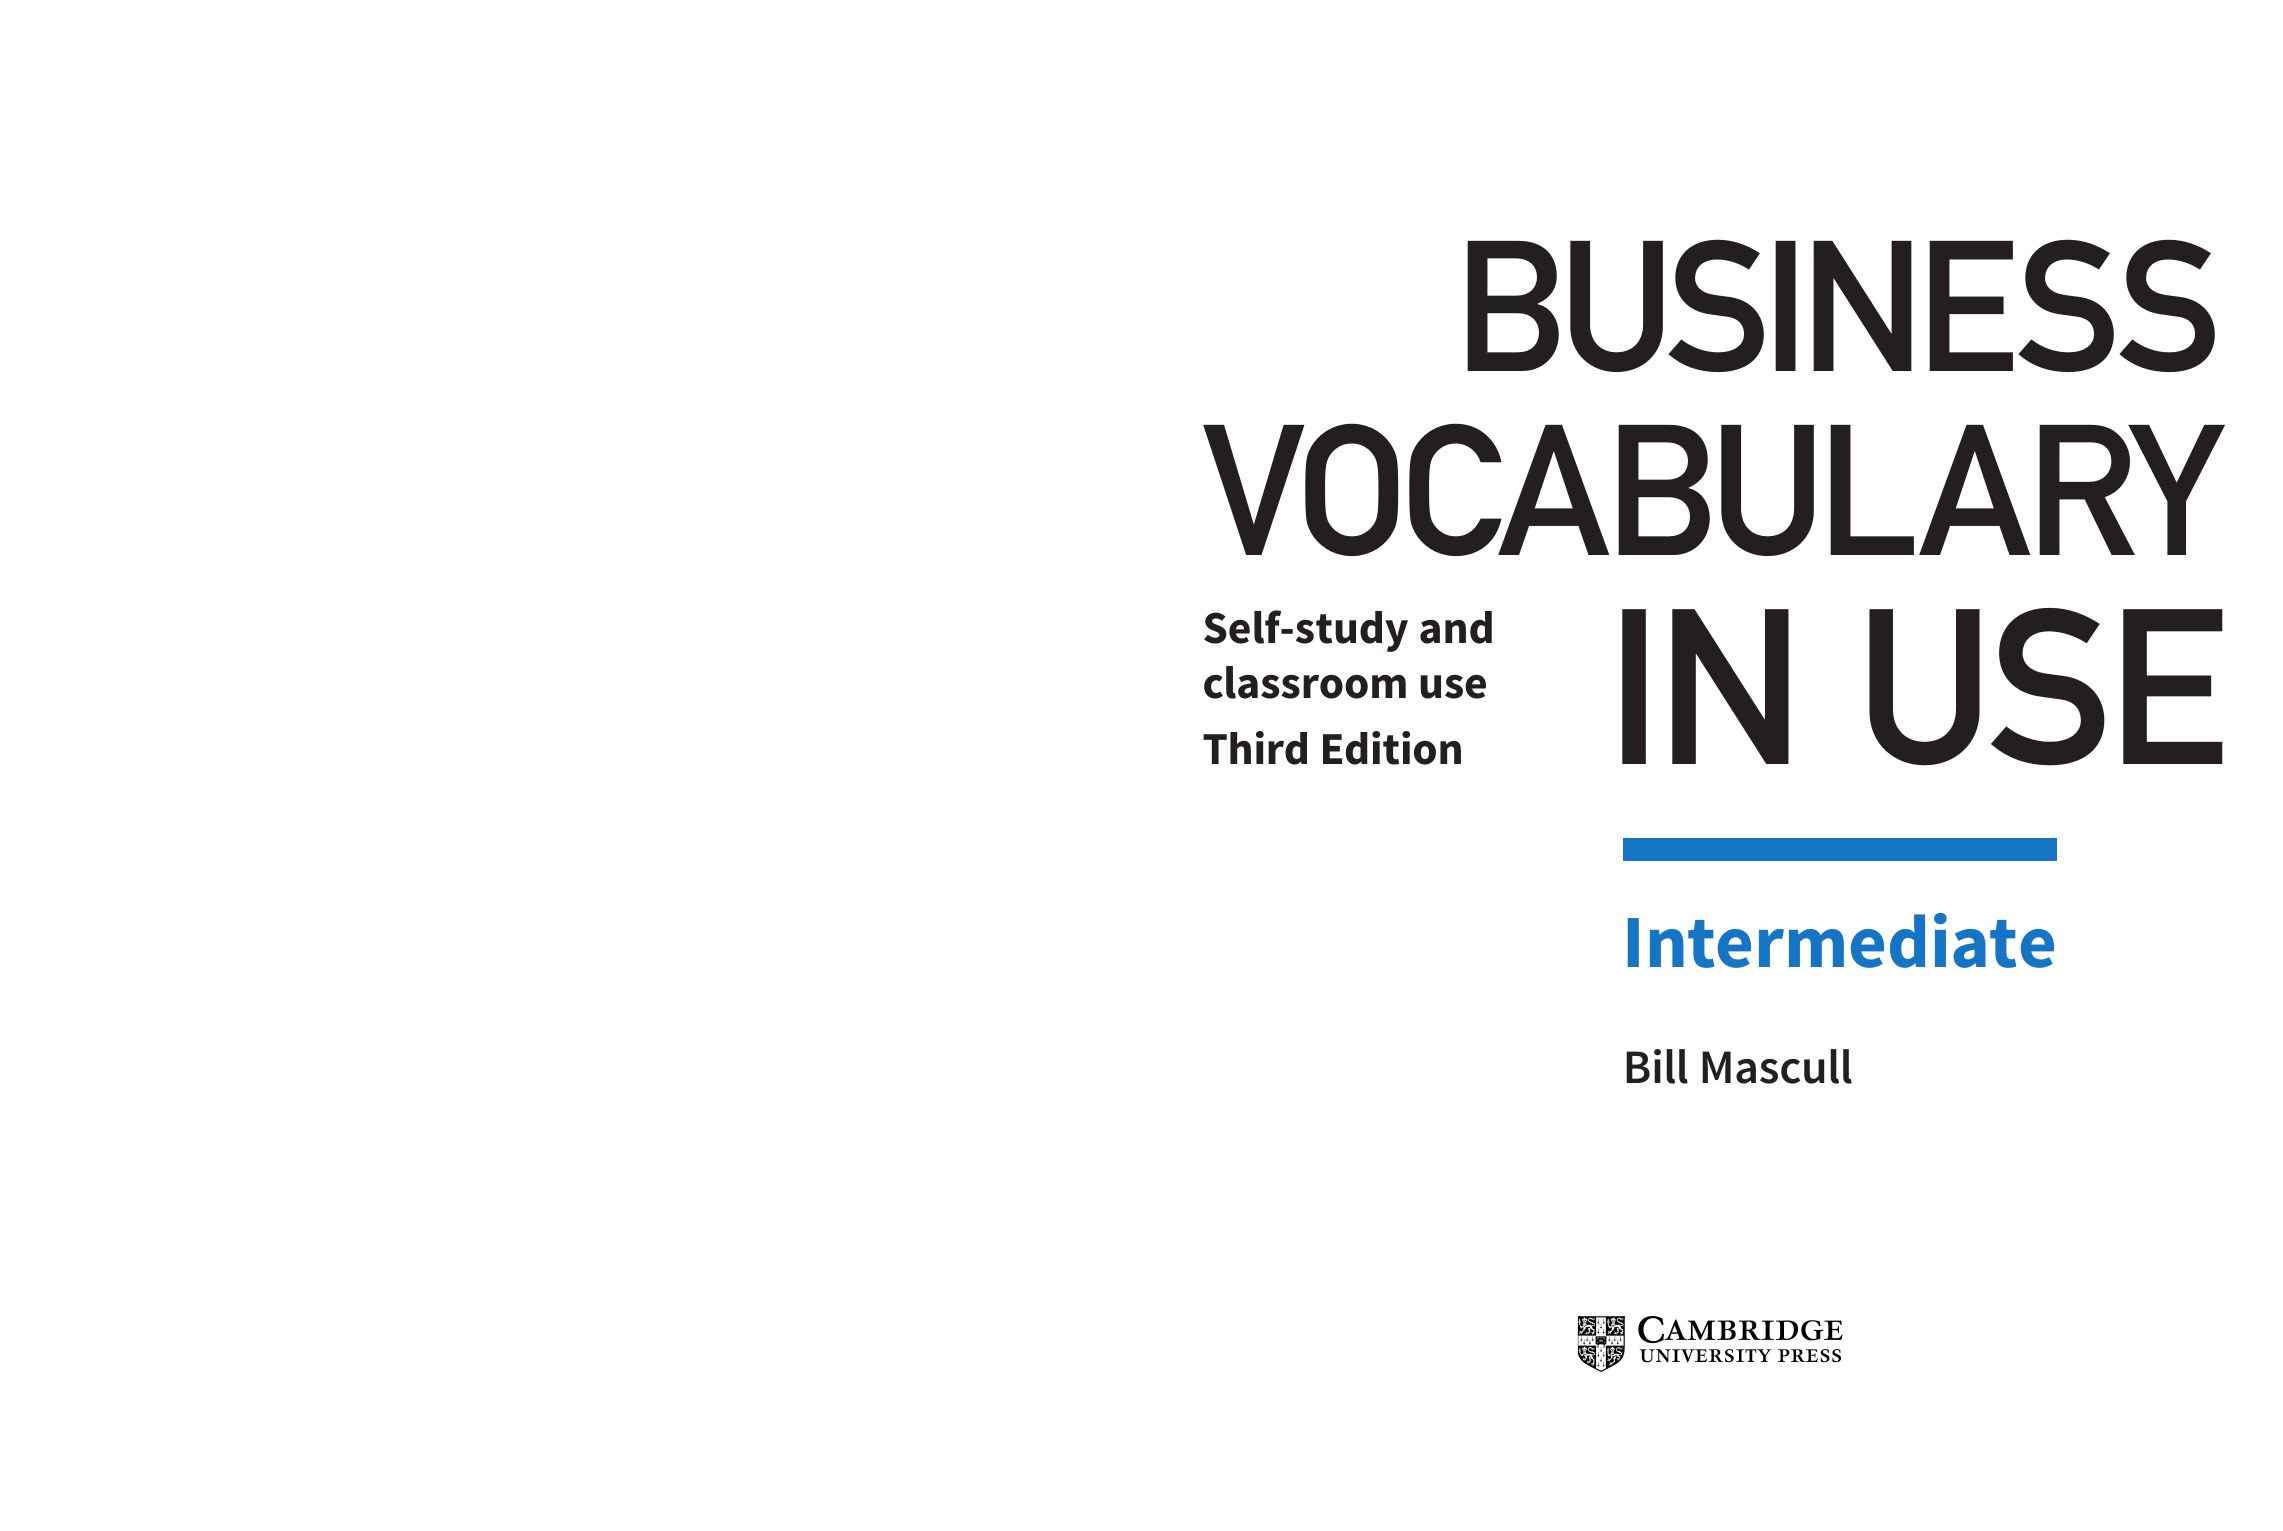 BUSINESS
VOCABULARY
IN USE
Self-study and
classroom use
Third Edition
Intermediate
Bill Mascull
CAMBRIDGE
UNIVERSITY PRESS